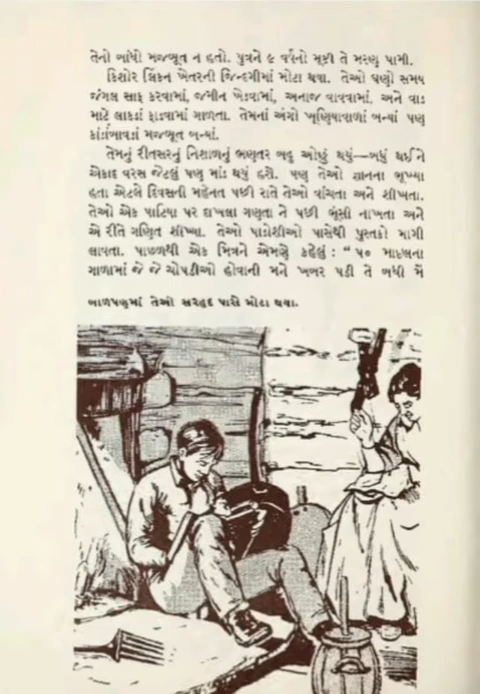 તેનો બાંધો મજબૂત ન હતો. પુત્રને ૯ વર્ષનો મૂકી તે મરણ પામી.
કિશોર લિંકન ખેતરની જિન્દગીમાં મોટા થયા. તેઓ ઘણો સમય
જંગલ સાફ કરવામાં, જમીન ખેડવામાં, અનાજ વાવવામાં. અને વાડ
માટે લાકડાં ફાડવામાં ગાળતા. તેમનાં અંગો ખૂણિયાવાળાં બન્યાં પણ
કાંડાંબાવડાં મજબૂત બન્યાં.
તેમનું રીતસરનું નિશાળનું ભણતર બહુ ઓછું થયું—બધું થઈને
એકાદ વરસ જેટલું પણ માંડ થયું હશે. પણ તેઓ જ્ઞાનના ભૂખ્યા
હતા એટલે દિવસની મહેનત પછી રાતે તેઓ વાંચતા અને શીખતા.
તેઓ એક પાટિયા પર દાખલા ગણતા ને પછી ભૂંસી નાખતા અને
એ રીતે ગણિત શીખ્યા. તેઓ પાડોશીઓ પાસેથી પુસ્તકો માગી
લાવતા. પાછળથી એક મિત્રને એમણે કહેલું : “ ૫૦ માઇલના
ગાળામાં જે જે ચોપડીઓ હોવાની મને ખબર પડી તે બધી મેં
બાળપણમાં તેઓ સરહદ પાસે મોટા થયા.